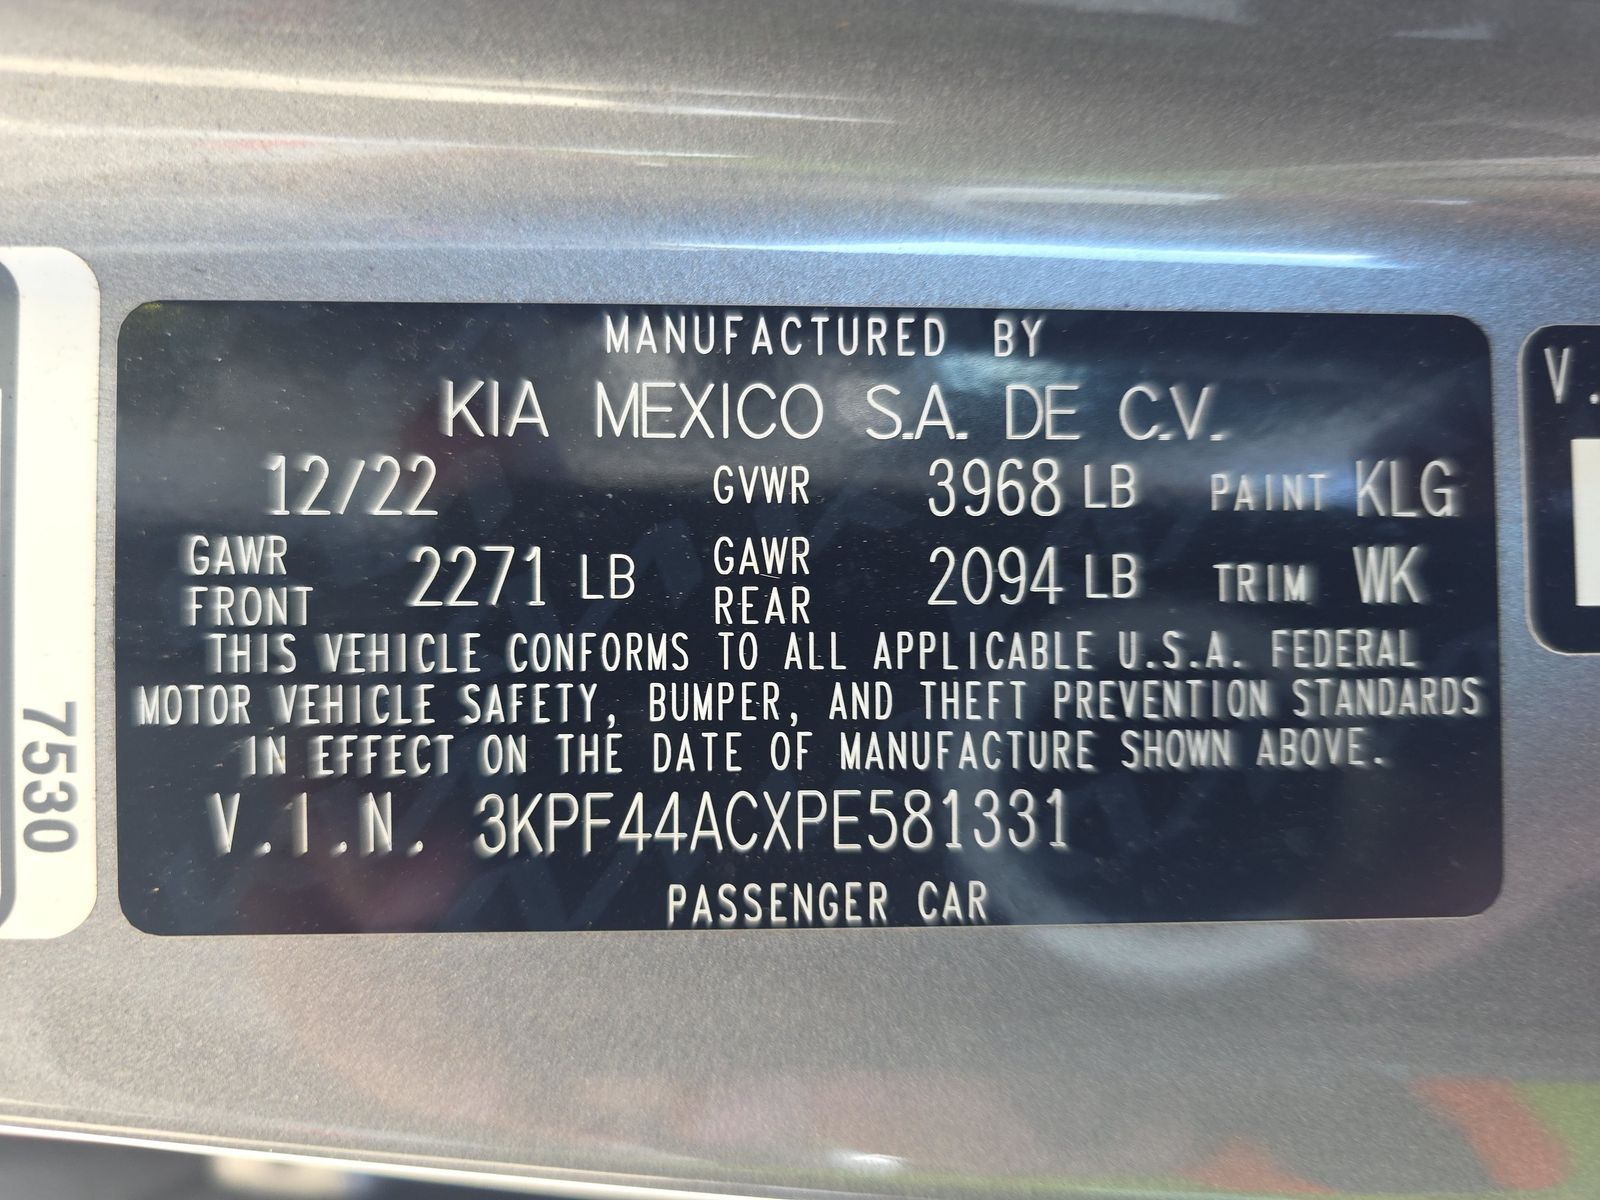 MANUFACTURED BY
KIA MEXICO S.A. DE C.V.
12/22 GVWR 3968 LB PAINT KLG
GAWR FRONT 2271 LB GAWR REAR 2094 LB TRIM WK
THIS VEHICLE CONFORMS TO ALL APPLICABLE U.S.A. FEDERAL
MOTOR VEHICLE SAFETY, BUMPER, AND THEFT PREVENTION STANDARDS
IN EFFECT ON THE DATE OF MANUFACTURE SHOWN ABOVE.
V.I.N. 3KPF44ACXPE581331
PASSENGER CAR
7530
V.